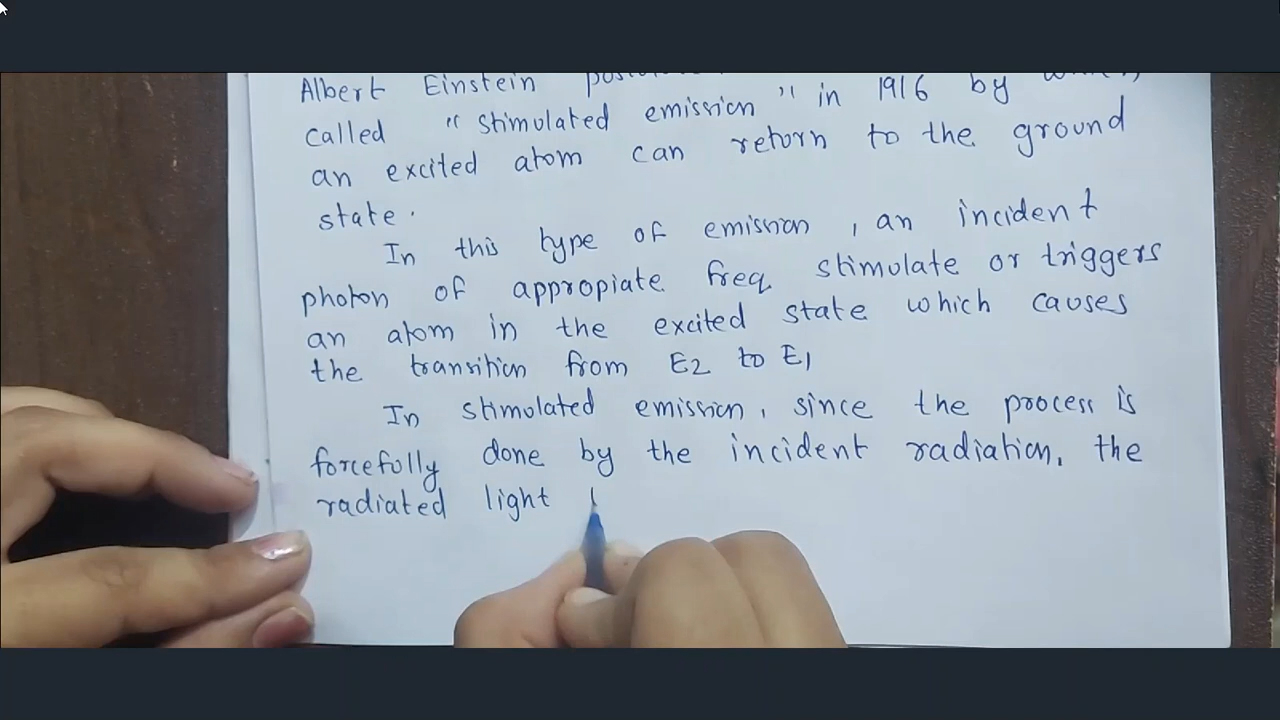 Albert Einstein
called "stimulated emission" in 1916 by
an excited atom can return to the ground
state.
In this type of emission, an incident
photon of appropiate freq stimulate or triggers
an atom in the excited state which causes
the transition from E2 to E1
In stimulated emission, since the process is
forcefully done by the incident radiation, the
radiated light